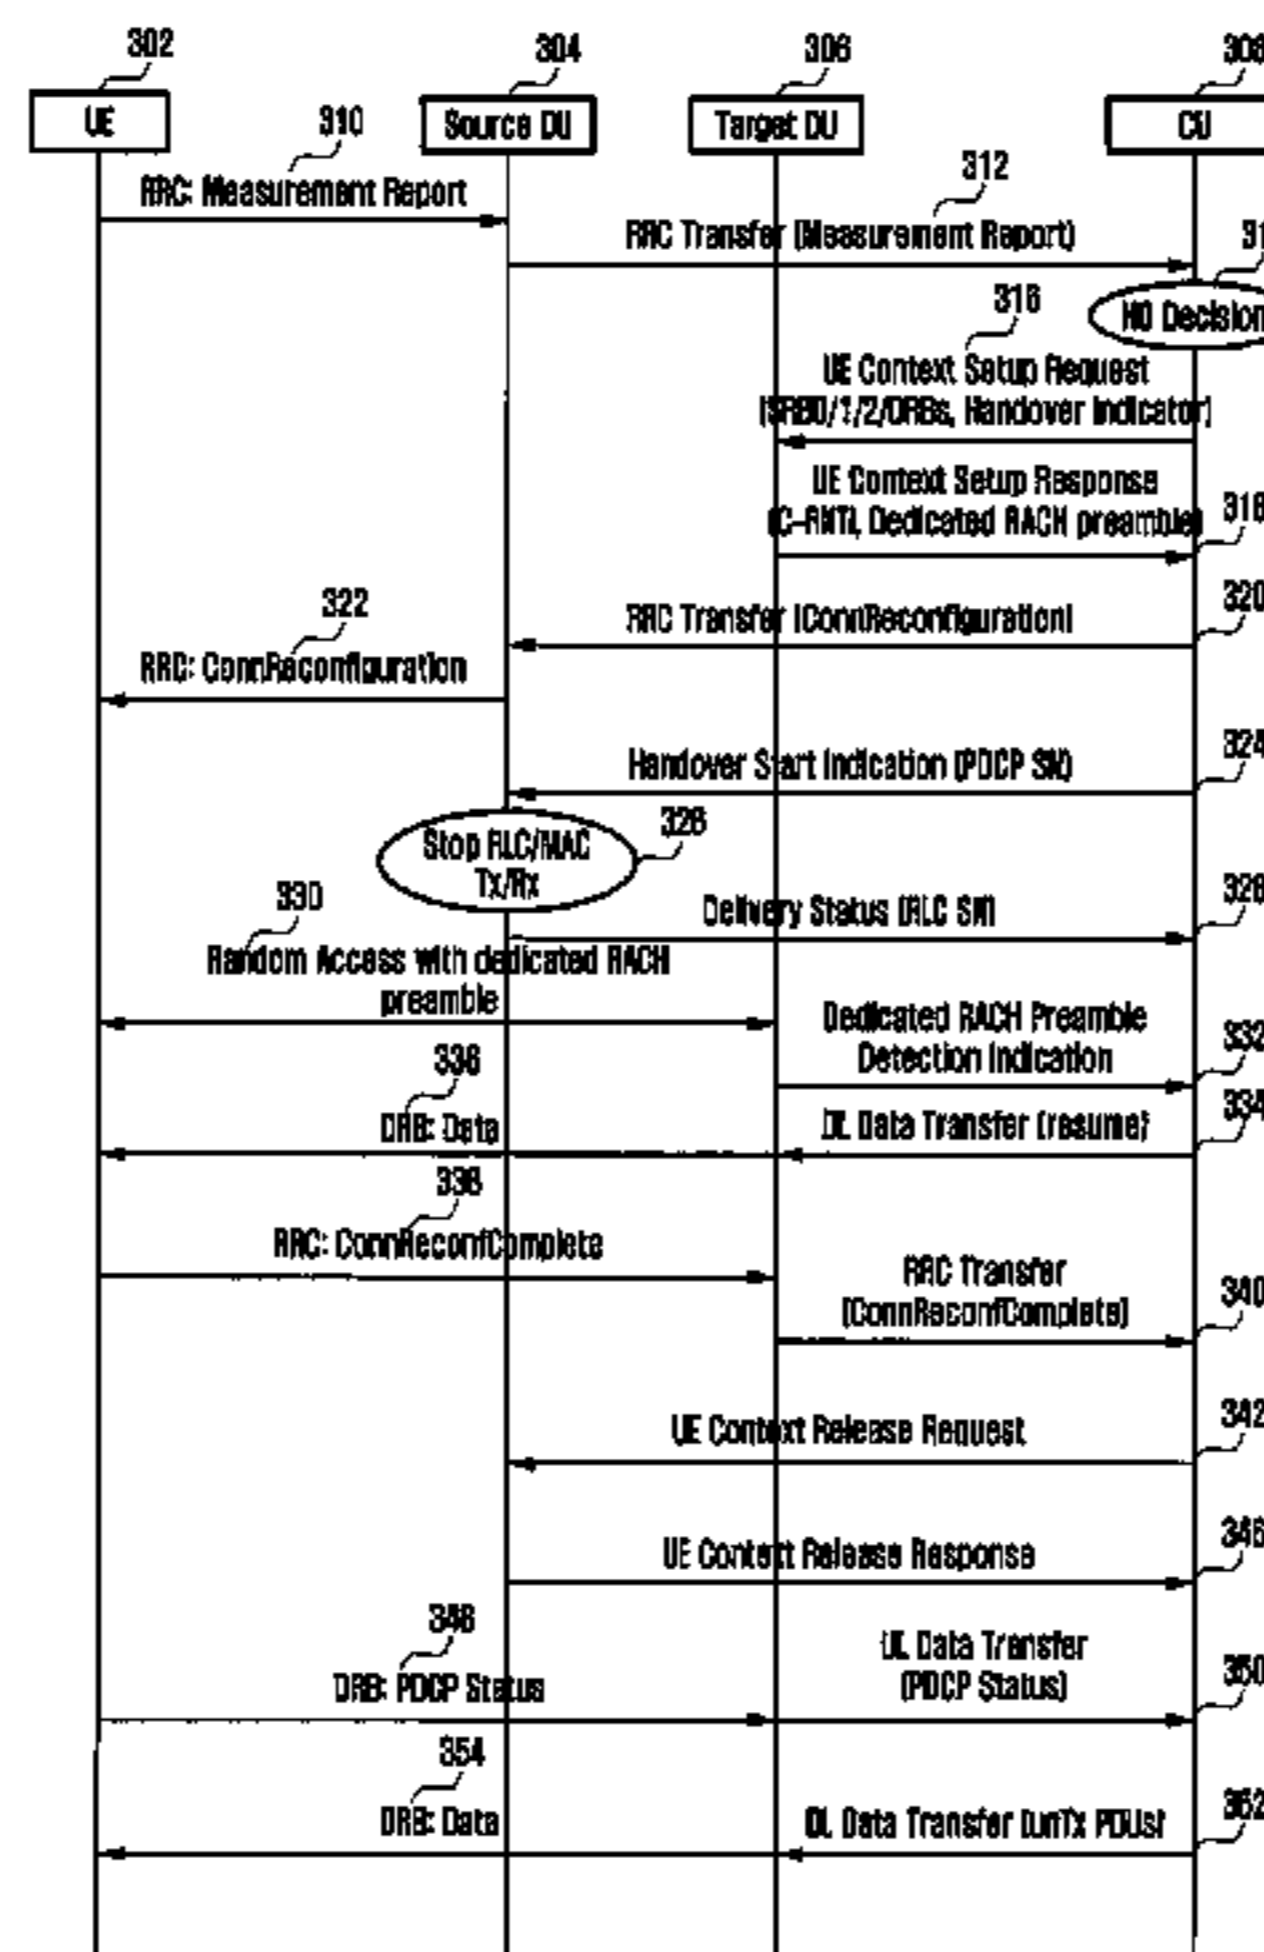 302
304
306
308
UE
Source DU
Target DU
CU
310
RRC: Measurement Report
312
RRC Transfer (Measurement Report)
HO Decision
316
UE Context Setup Request
(SRB0/1/2/DRBs, Handover Indicator)
UE Context Setup Response
(C-RNTI, Dedicated RACH preamble)
318
320
RRC Transfer (ConnReconfiguration)
322
RRC: ConnReconfiguration
324
Handover Start Indication (PDCP SN)
326
Stop RLC/MAC
Tx/Rx
328
Delivery Status (RLC SN)
330
Random Access with dedicated RACH
preamble
Dedicated RACH Preamble
Detection Indication
332
336
DRB: Data
DL Data Transfer (resume)
334
338
RRC: ConnReconfComplete
RRC Transfer
(ConnReconfComplete)
340
342
UE Context Release Request
346
UE Context Release Response
348
DRB: PDCP Status
UL Data Transfer
(PDCP Status)
350
354
DRB: Data
DL Data Transfer (unTx PDUs)
352